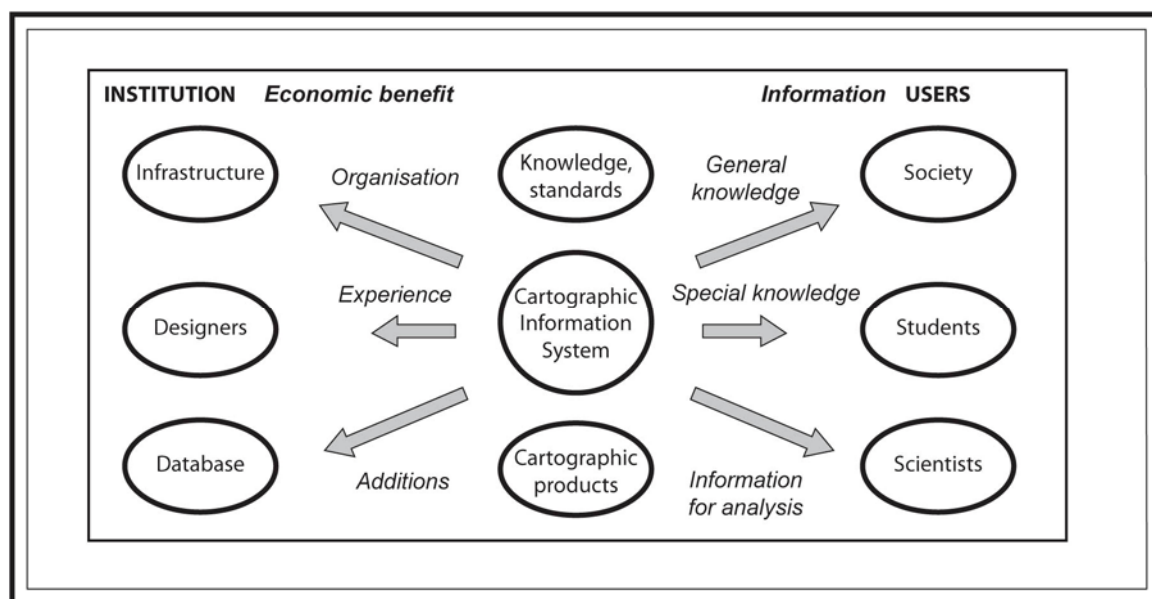 INSTITUTION Economic benefit Information USERS
Infrastructure
Organisation
Knowledge,
standards
General
knowledge
Society
Designers
Experience
Cartographic
Information
System
Special knowledge
Students
Database
Additions
Cartographic
products
Information
for analysis
Scientists